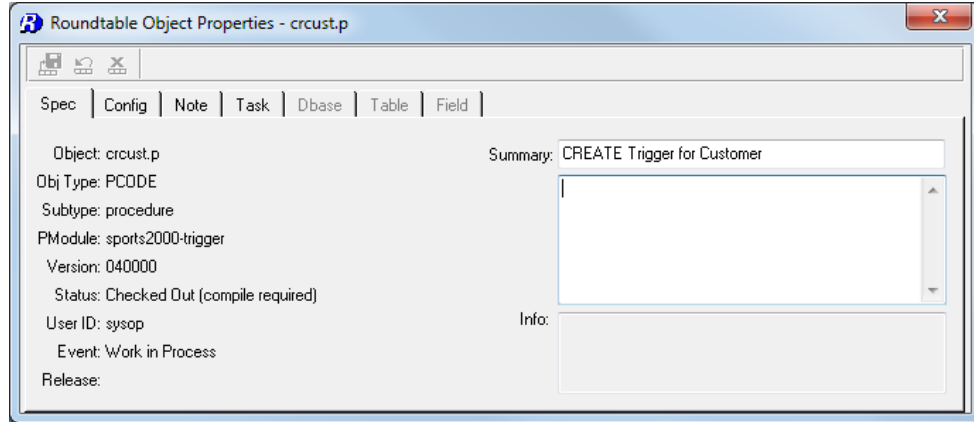 Roundtable Object Properties - crcust.p
Spec Config Note Task Dbase Table Field
Object: crcust.p
Summary: CREATE Trigger for Customer
Obj Type: PCODE
Subtype: procedure
PModule: sports2000-trigger
Version: 040000
Status: Checked Out (compile required)
User ID: sysop
Info:
Event: Work in Process
Release: